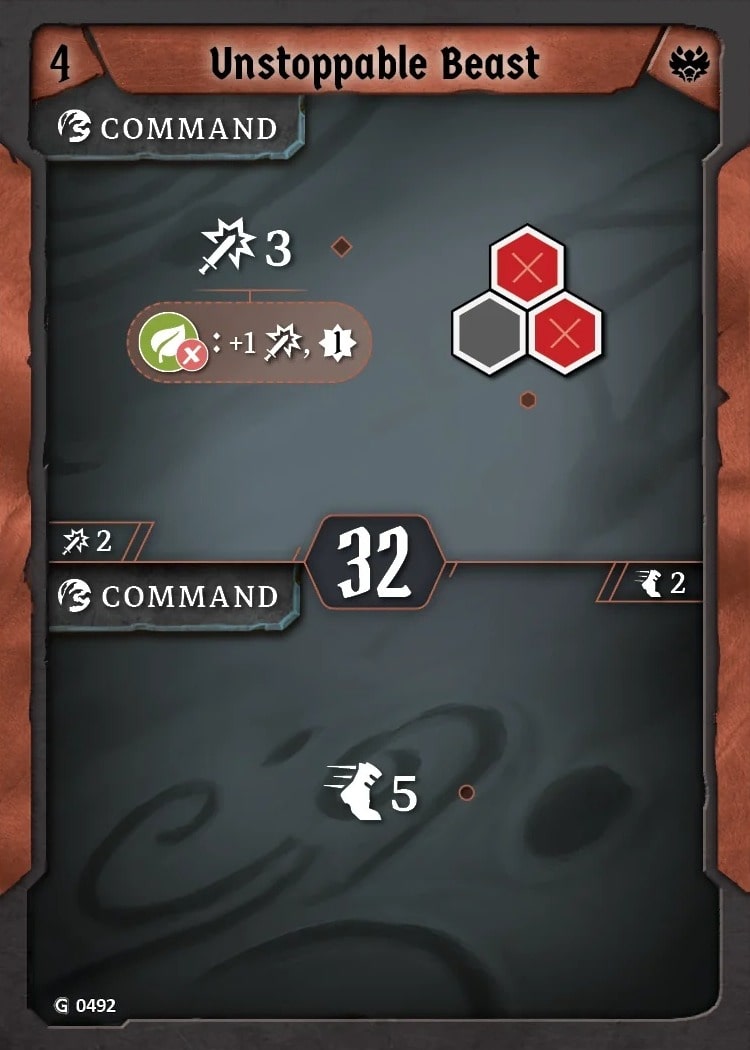 4
Unstoppable Beast
COMMAND
3
: +1 , 1
2
32
COMMAND
2
5
G 0492